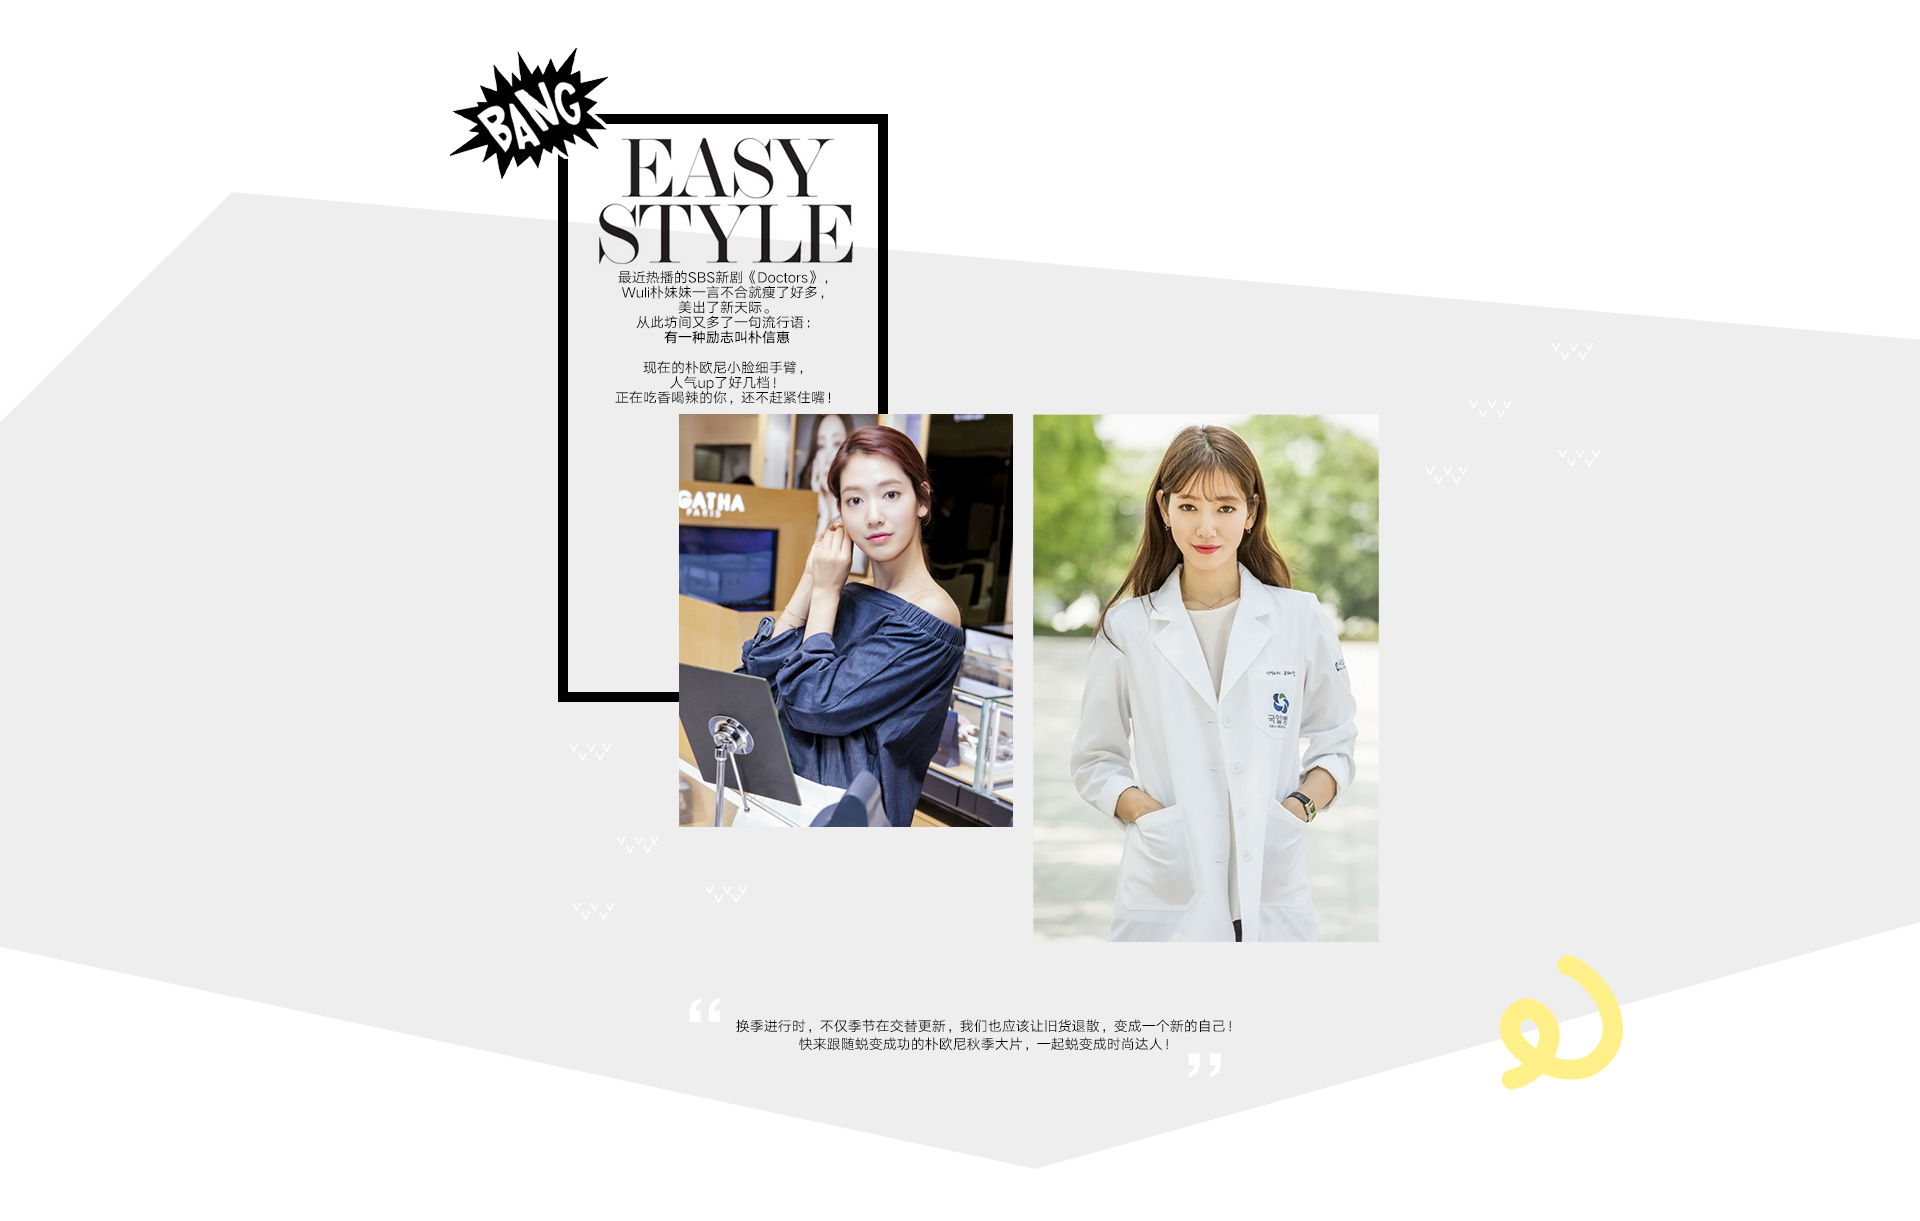 BANG
EASY
STYLE
最近热播的SBS新剧《Doctors》，
Wuli朴妹妹一言不合就瘦了好多，
美出了新天际。
从此坊间又多了一句流行语：
有一种励志叫朴信惠
现在的朴欧尼小脸细手臂，
人气up了好几档！
正在吃香喝辣的你，还不赶紧住嘴！
GATHA
PARIS
국일병
“
换季进行时，不仅季节在交替更新，我们也应该让旧货退散，变成一个新的自己！
快来跟随蜕变成功的朴欧尼秋季大片，一起蜕变成时尚达人！
”